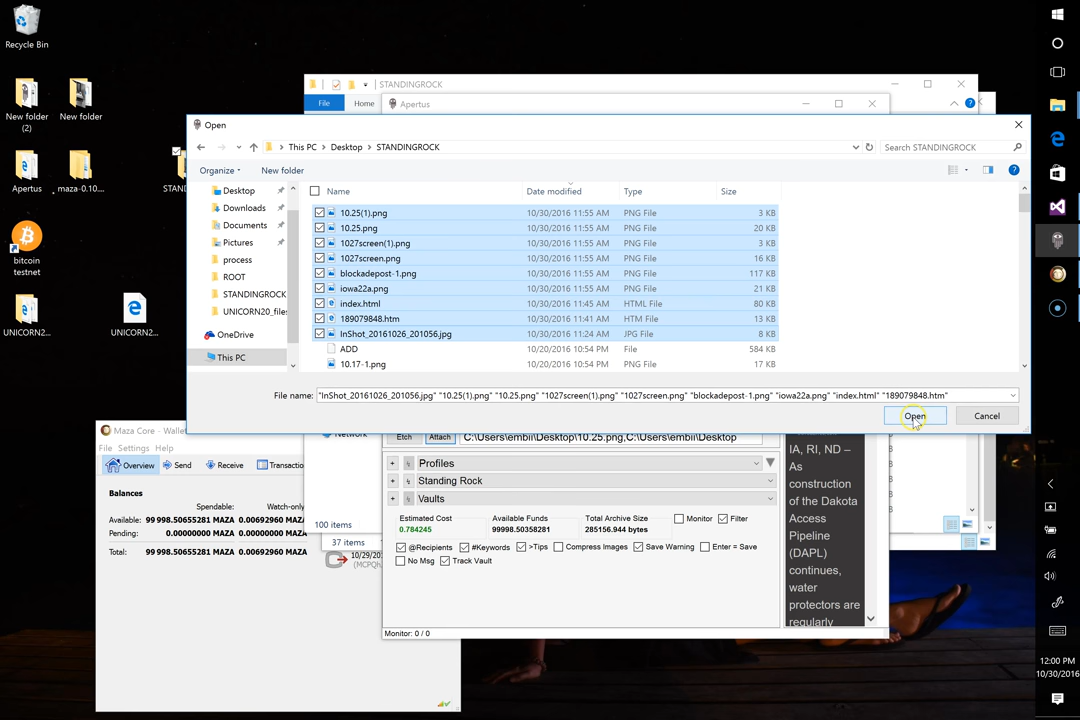 Recycle Bin
New folder
(2)
New folder
Apertus
maza-0.10...
STAND
bitcoin
testnet
UNICORN2...
UNICORN2...
STANDINGROCK
File
Home
Apertus
Open
This PC
Desktop
STANDINGROCK
Search STANDINGROCK
Organize
New folder
Name
Date modified
Type
Size
Desktop
Downloads
Documents
Pictures
process
ROOT
STANDINGROCK
UNICORN20_files
OneDrive
This PC
10.25(1).png 10/30/2016 11:55 AM PNG File 3 KB
10.25.png 10/30/2016 11:55 AM PNG File 20 KB
1027screen(1).png 10/30/2016 11:55 AM PNG File 3 KB
1027screen.png 10/30/2016 11:55 AM PNG File 16 KB
blockadepost-1.png 10/30/2016 11:55 AM PNG File 117 KB
iowa22a.png 10/30/2016 11:55 AM PNG File 21 KB
index.html 10/30/2016 11:45 AM HTML File 80 KB
189079848.htm 10/30/2016 11:41 AM HTM File 13 KB
InShot_20161026_201056.jpg 10/30/2016 11:24 AM JPG File 8 KB
ADD 10/20/2016 10:54 PM File 584 KB
10.17-1.png 10/20/2016 10:54 PM PNG File 17 KB
File name: "InShot_20161026_201056.jpg" "10.25(1).png" "10.25.png" "1027screen(1).png" "1027screen.png" "blockadepost-1.png" "iowa22a.png" "index.html" "189079848.htm"
Open
Cancel
Maza Core - Walle
File Settings Help
Overview
Send
Receive
Transactio
Balances
Spendable:
Watch-only
Available: 99 998.50655281 MAZA 0.00692960 MAZ
Pending: 0.00000000 MAZA 0.00000000 MAZ
Total: 99 998.50655281 MAZA 0.00692960 MAZ
Network
100 items
37 items
10/29/20
(MCPQh
Etch
Attach
C:\Users\embii\Desktop\10.25.png,C:\Users\embii\Desktop
+
Profiles
+
Standing Rock
+
Vaults
Estimated Cost
0.784245
Available Funds
99998.50358281
Total Archive Size
285156.944 bytes
Monitor
Filter
@Recipients
#Keywords
>Tips
Compress Images
Save Warning
Enter = Save
No Msg
Track Vault
IA, RI, ND –
As
construction
of the Dakota
Access
Pipeline
(DAPL)
continues,
water
protectors are
regularly
Monitor: 0 / 0
12:00 PM
10/30/2016